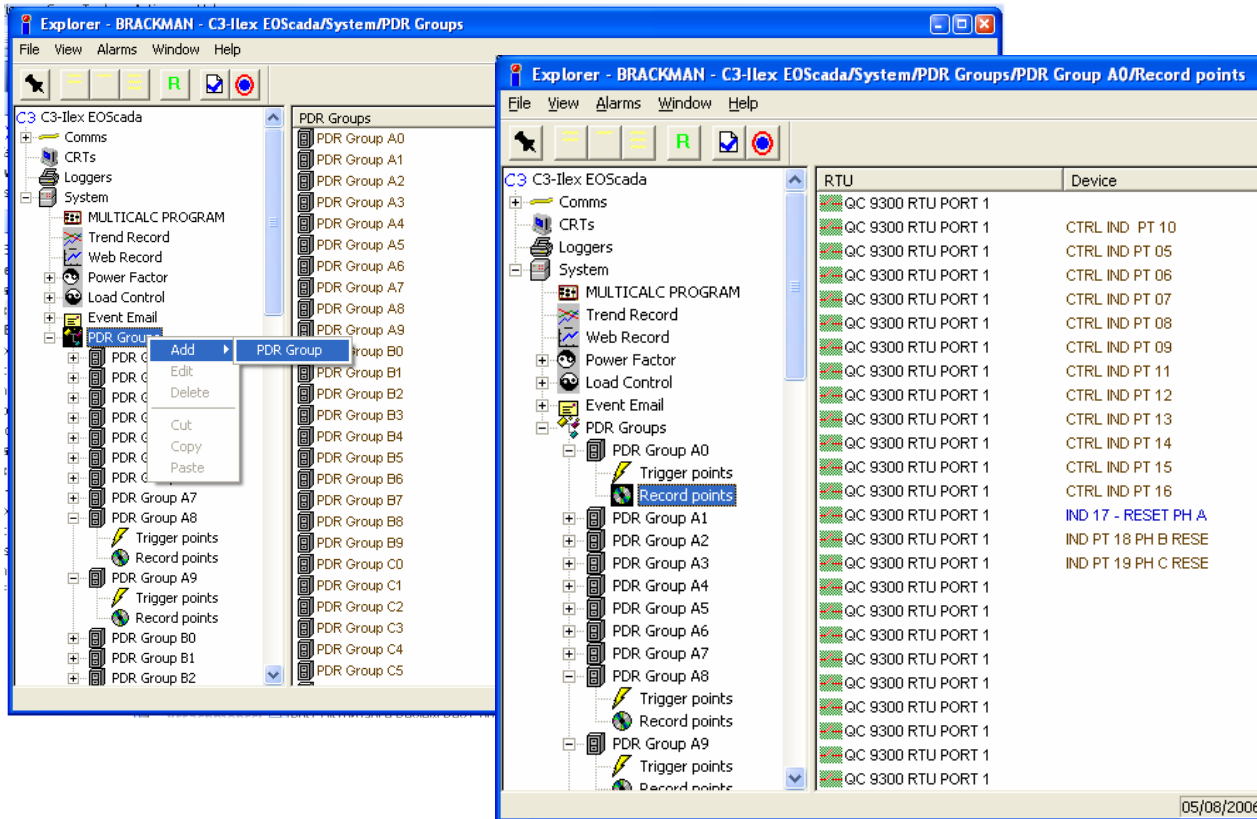 Explorer - BRACKMAN - C3-Ilex EOScada/System/PDR Groups
File View Alarms Window Help
R
C3 C3-Ilex EOScada
Comms
CRTs
Loggers
System
MULTICALC PROGRAM
Trend Record
Web Record
Power Factor
Load Control
Event Email
PDR Group
PDR G
PDR G
PDR G
PDR G
PDR G
PDR G
PDR G
PDR Group A7
PDR Group A8
Trigger points
Record points
PDR Group A9
Trigger points
Record points
PDR Group B0
PDR Group B1
PDR Group B2
Add
PDR Group
Edit
Delete
Cut
Copy
Paste
PDR Groups
PDR Group A0
PDR Group A1
PDR Group A2
PDR Group A3
PDR Group A4
PDR Group A5
PDR Group A6
PDR Group A7
PDR Group A8
PDR Group A9
roup B0
PDR Group B1
PDR Group B2
PDR Group B3
PDR Group B4
PDR Group B5
PDR Group B6
PDR Group B7
PDR Group B8
PDR Group B9
PDR Group C0
PDR Group C1
PDR Group C2
PDR Group C3
PDR Group C4
PDR Group C5
Explorer - BRACKMAN - C3-Ilex EOScada/System/PDR Groups/PDR Group A0/Record points
File View Alarms Window Help
R
C3 C3-Ilex EOScada
Comms
CRTs
Loggers
System
MULTICALC PROGRAM
Trend Record
Web Record
Power Factor
Load Control
Event Email
PDR Groups
PDR Group A0
Trigger points
Record points
PDR Group A1
PDR Group A2
PDR Group A3
PDR Group A4
PDR Group A5
PDR Group A6
PDR Group A7
PDR Group A8
Trigger points
Record points
PDR Group A9
Trigger points
Record points
RTU Device
QC 9300 RTU PORT 1
QC 9300 RTU PORT 1 CTRL IND PT 10
QC 9300 RTU PORT 1 CTRL IND PT 05
QC 9300 RTU PORT 1 CTRL IND PT 06
QC 9300 RTU PORT 1 CTRL IND PT 07
QC 9300 RTU PORT 1 CTRL IND PT 08
QC 9300 RTU PORT 1 CTRL IND PT 09
QC 9300 RTU PORT 1 CTRL IND PT 11
QC 9300 RTU PORT 1 CTRL IND PT 12
QC 9300 RTU PORT 1 CTRL IND PT 13
QC 9300 RTU PORT 1 CTRL IND PT 14
QC 9300 RTU PORT 1 CTRL IND PT 15
QC 9300 RTU PORT 1 CTRL IND PT 16
QC 9300 RTU PORT 1 IND 17 - RESET PH A
QC 9300 RTU PORT 1 IND PT 18 PH B RESE
QC 9300 RTU PORT 1 IND PT 19 PH C RESE
QC 9300 RTU PORT 1
QC 9300 RTU PORT 1
QC 9300 RTU PORT 1
QC 9300 RTU PORT 1
QC 9300 RTU PORT 1
QC 9300 RTU PORT 1
QC 9300 RTU PORT 1
QC 9300 RTU PORT 1
QC 9300 RTU PORT 1
05/08/2006